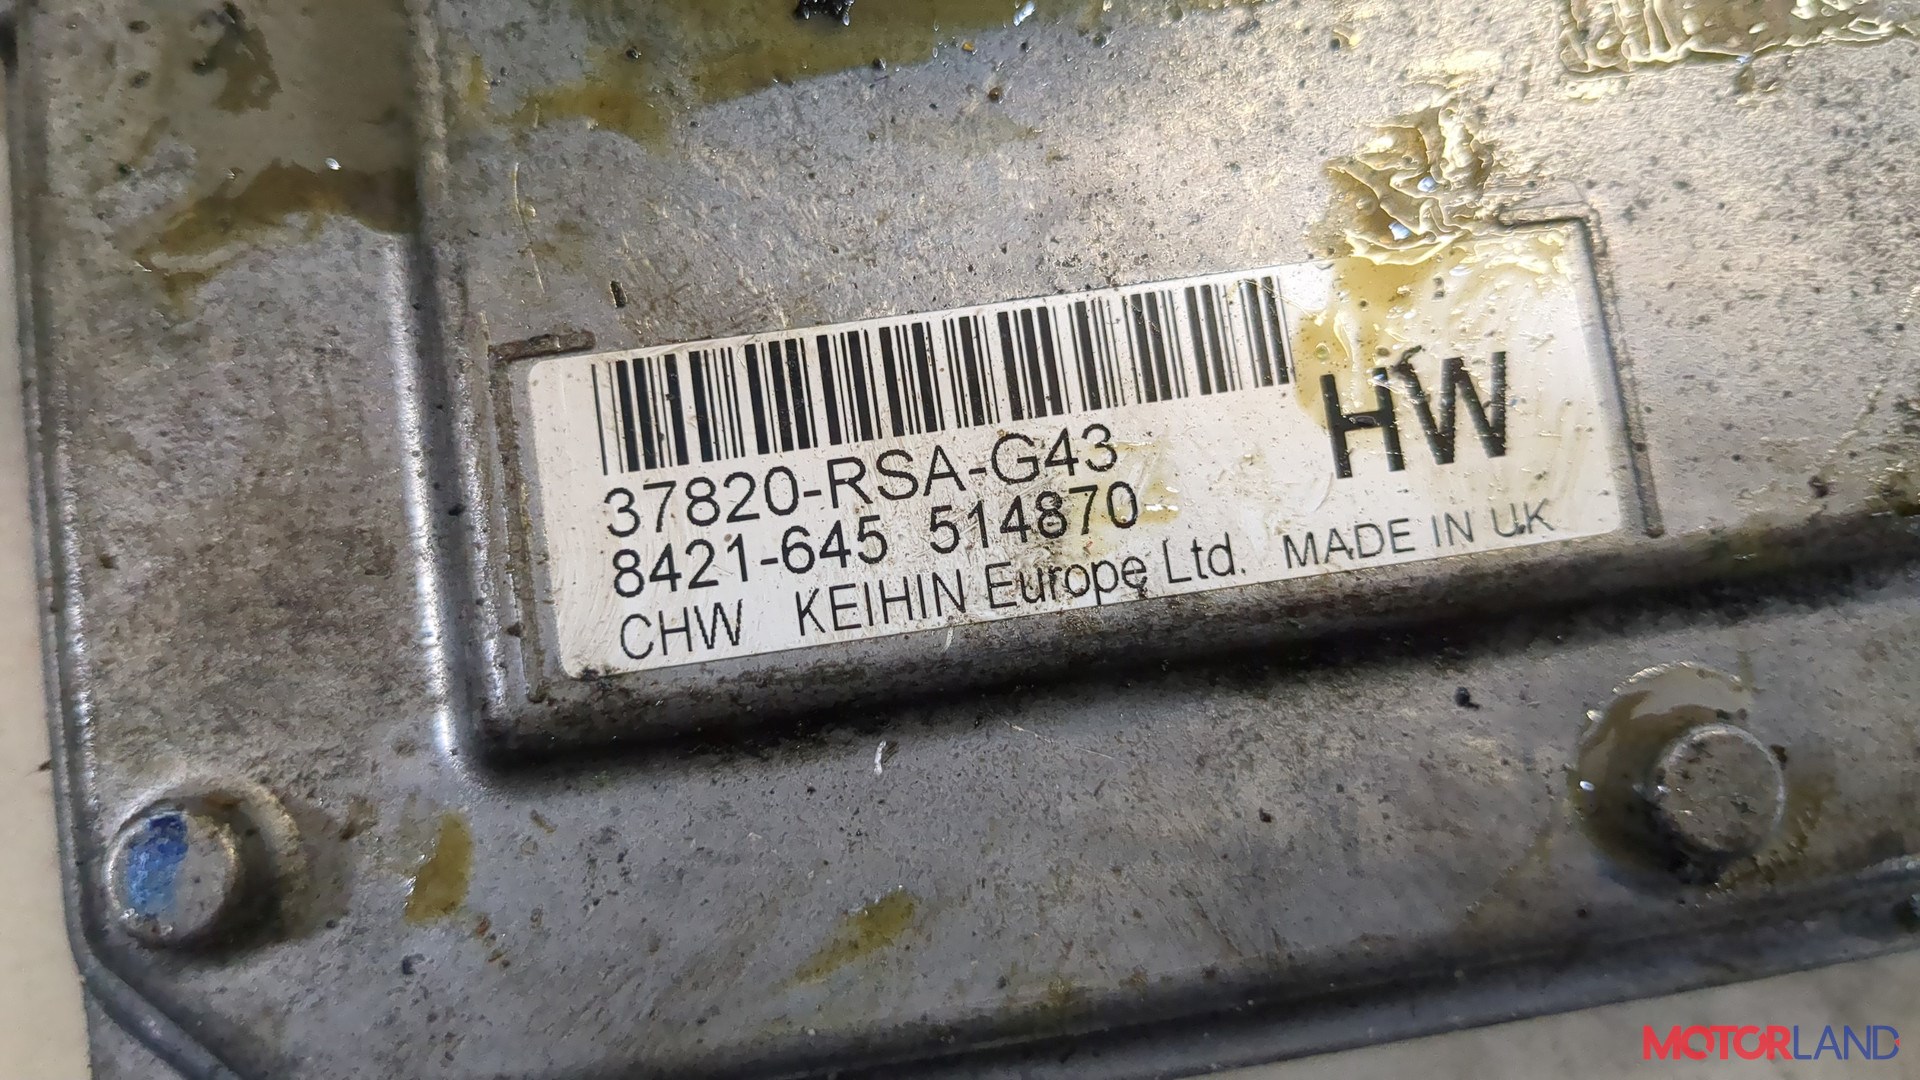 37820-RSA-G43
HW
8421-645 514870
CHW KEIHIN Europe Ltd. MADE IN UK
MOTORLAND